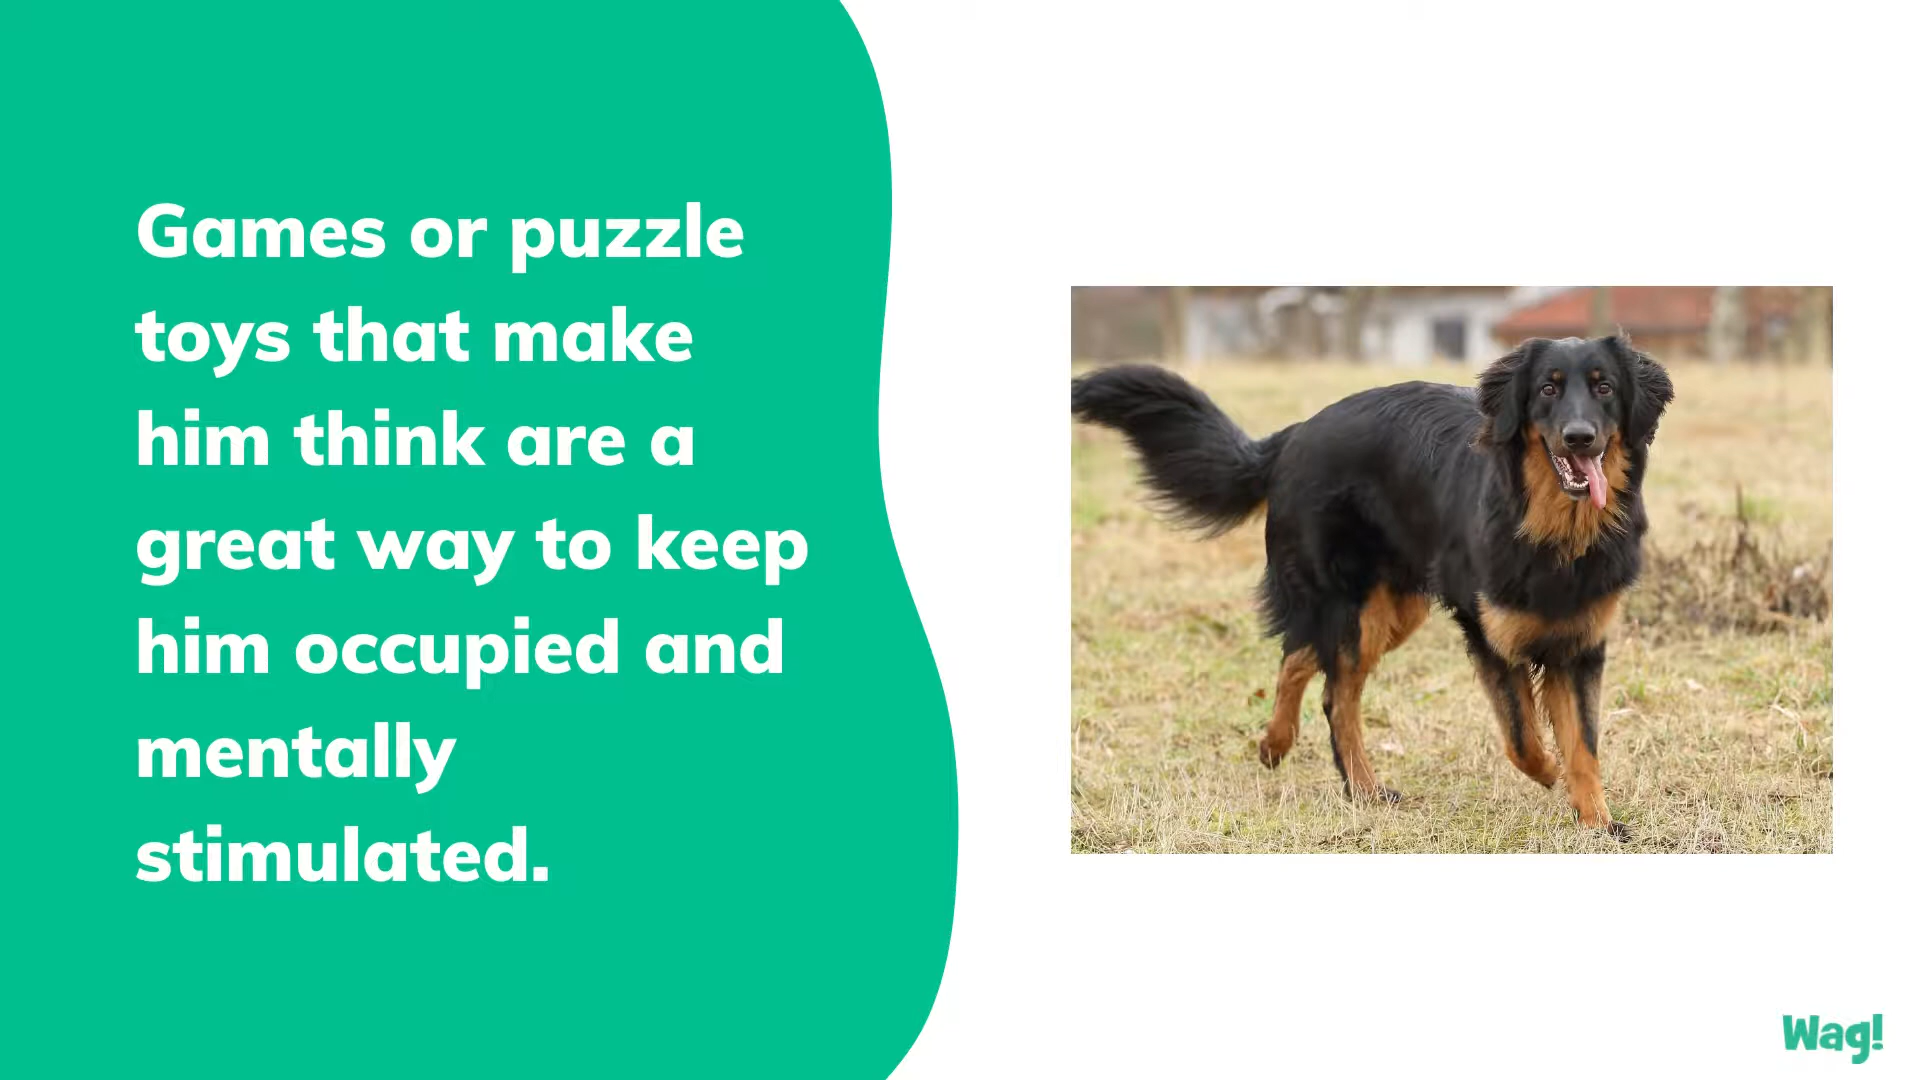 Games or puzzle
toys that make
him think are a
great way to keep
him occupied and
mentally
stimulated.
Wag!